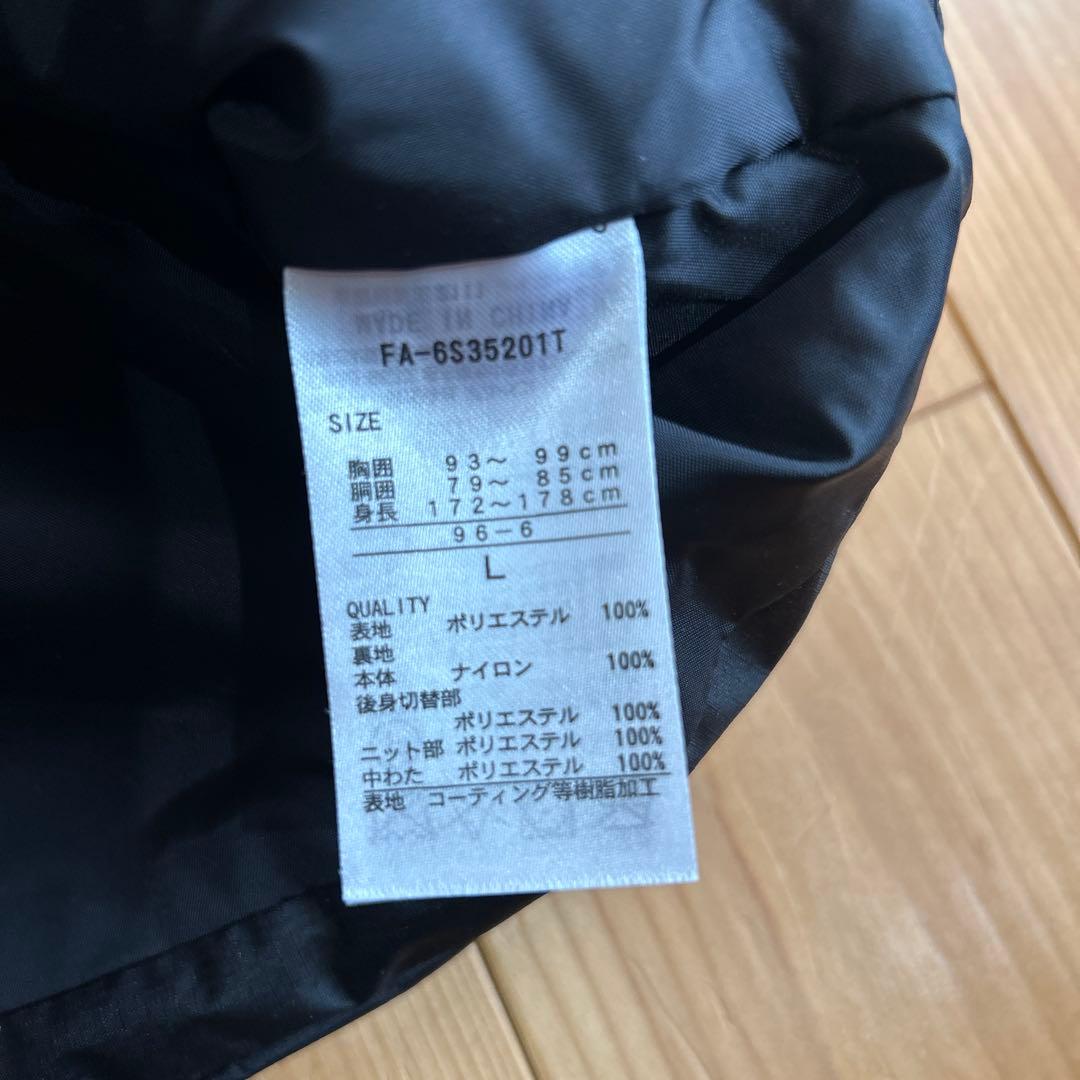 FA-6S35201T
SIZE
胸囲 93～ 99cm
胴囲 79～ 85cm
身長 172～178cm
96-6
L
QUALITY
表地 ポリエステル 100%
裏地
本体 ナイロン 100%
後身切替部
ポリエステル 100%
ニット部 ポリエステル 100%
中わた ポリエステル 100%
表地 コーティング等樹脂加工